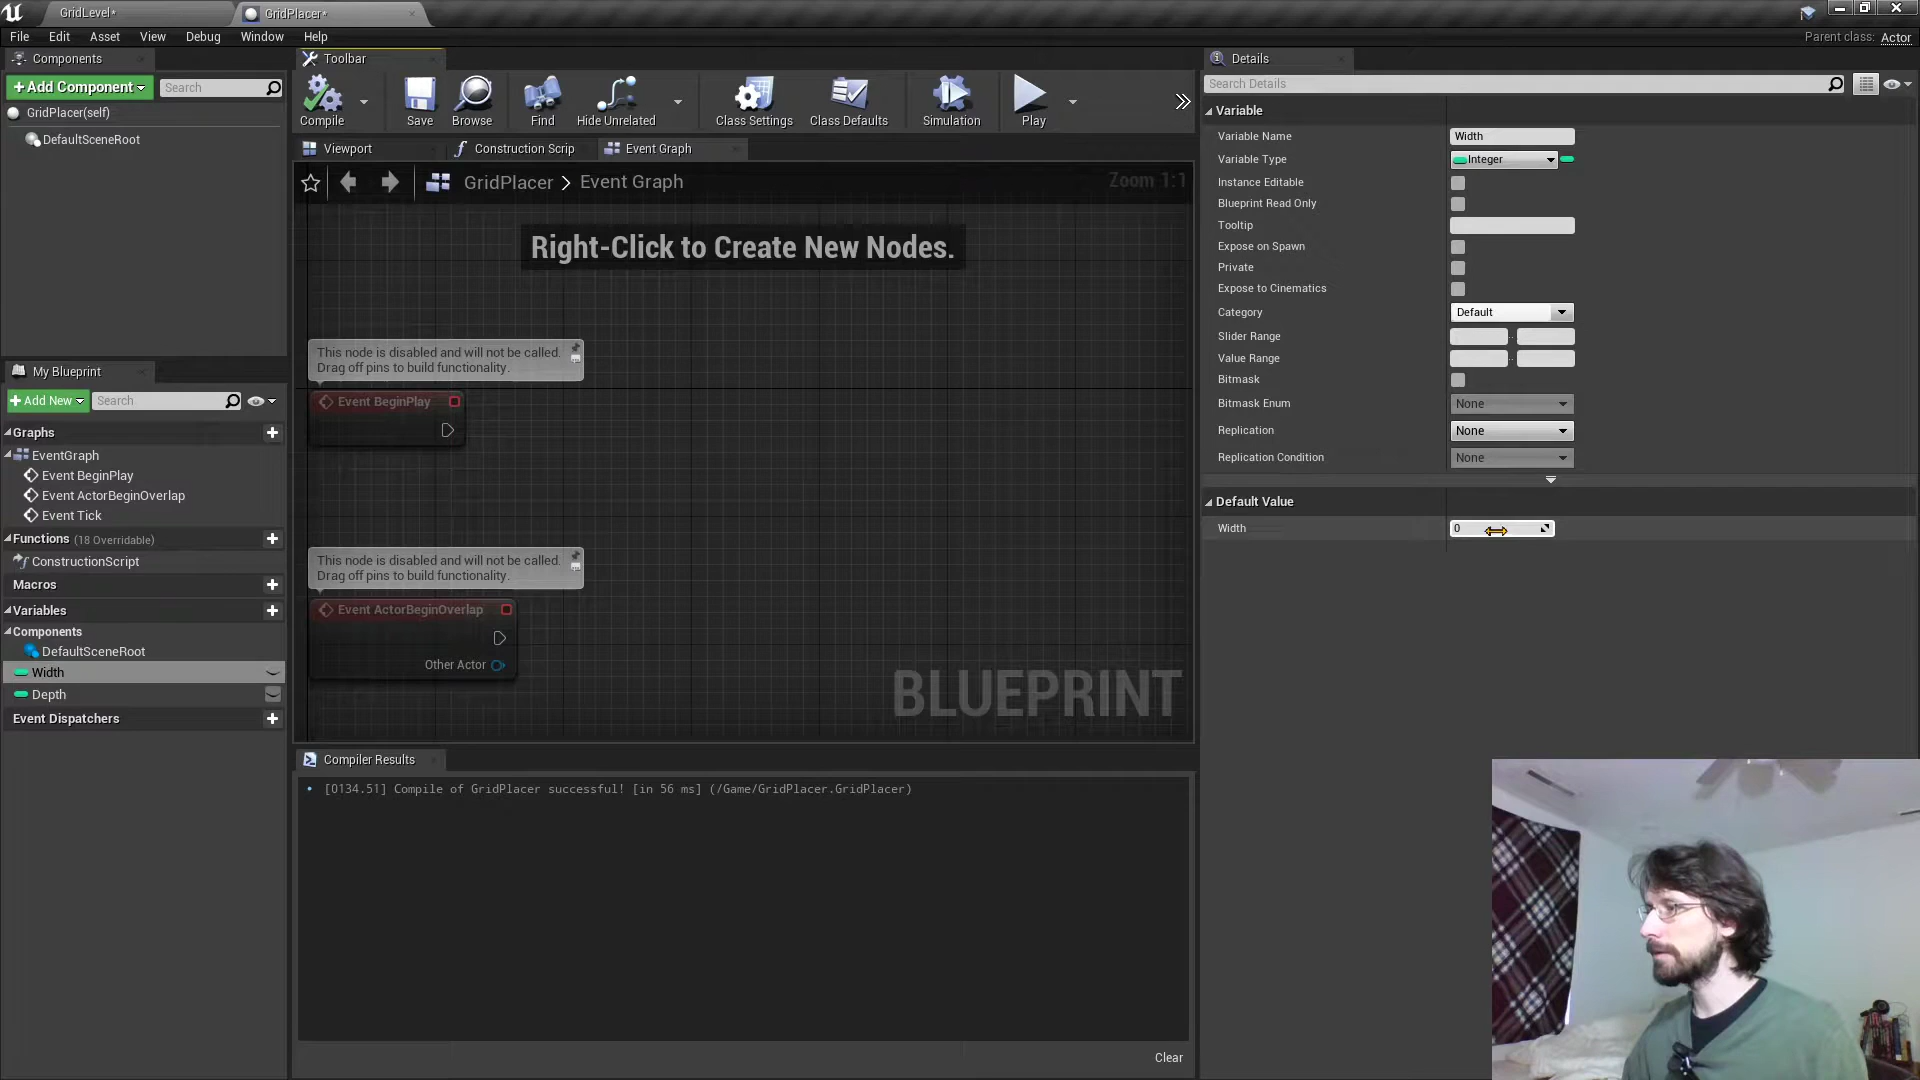 GridLevel*
GridPlacer*
File Edit Asset View Debug Window Help
Parent class: Actor
Components
Toolbar
Details
+Add Component
Search
GridPlacer(self)
DefaultSceneRoot
Compile
Save
Browse
Find
Hide Unrelated
Class Settings
Class Defaults
Simulation
Play
Search Details
Viewport
Construction Scrip
Event Graph
GridPlacer > Event Graph
Zoom 1:1
Right-Click to Create New Nodes.
This node is disabled and will not be called.
Drag off pins to build functionality.
Event BeginPlay
This node is disabled and will not be called.
Drag off pins to build functionality.
Event ActorBeginOverlap
Other Actor
BLUEPRINT
My Blueprint
+Add New
Search
Graphs
EventGraph
Event BeginPlay
Event ActorBeginOverlap
Event Tick
Functions (18 Overridable)
ConstructionScript
Macros
Variables
Components
DefaultSceneRoot
Width
Depth
Event Dispatchers
Compiler Results
[0134.51] Compile of GridPlacer successful! [in 56 ms] (/Game/GridPlacer.GridPlacer)
Clear
Variable
Variable Name Width
Variable Type Integer
Instance Editable
Blueprint Read Only
Tooltip
Expose on Spawn
Private
Expose to Cinematics
Category Default
Slider Range
Value Range
Bitmask
Bitmask Enum None
Replication None
Replication Condition None
Default Value
Width 0